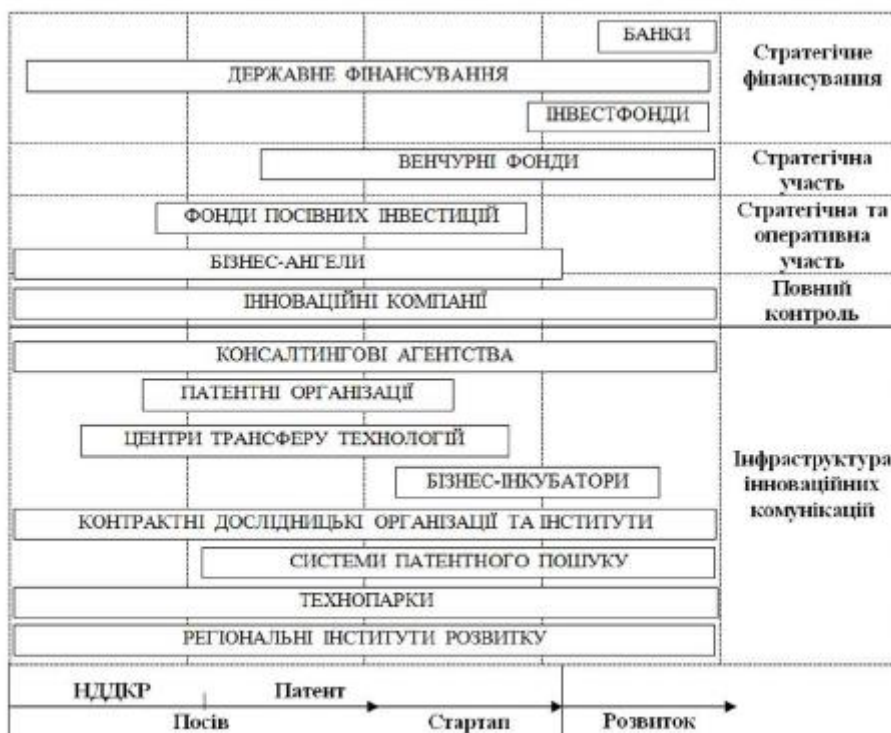 БАНКИ
Стратегічне
фінансування
ДЕРЖАВНЕ ФІНАНСУВАННЯ
ІНВЕСТФОНДИ
ВЕНЧУРНІ ФОНДИ
Стратегічна
участь
ФОНДИ ПОСІВНИХ ІНВЕСТИЦІЙ
Стратегічна та
оперативна
участь
БІЗНЕС-АНГЕЛИ
ІННОВАЦІЙНІ КОМПАНІЇ
Повний
контроль
КОНСАЛТИНГОВІ АГЕНТСТВА
ПАТЕНТНІ ОРГАНІЗАЦІЇ
ЦЕНТРИ ТРАНСФЕРУ ТЕХНОЛОГІЙ
БІЗНЕС-ІНКУБАТОРИ
Інфраструктура
інноваційних
комунікацій
КОНТРАКТНІ ДОСЛІДНИЦЬКІ ОРГАНІЗАЦІЇ ТА ІНСТИТУТИ
СИСТЕМИ ПАТЕНТНОГО ПОШУКУ
ТЕХНОПАРКИ
РЕГІОНАЛЬНІ ІНСТИТУТИ РОЗВИТКУ
НДДКР
Патент
Посів
Стартап
Розвиток